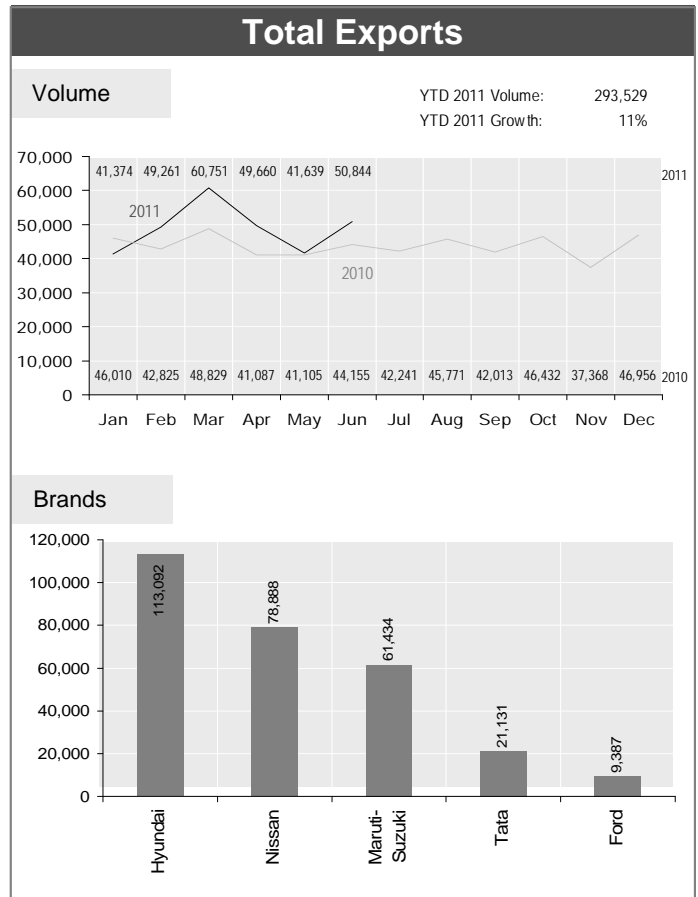 Total Exports
Volume
YTD 2011 Volume: 293,529
YTD 2011 Growth: 11%
70,000
41,374 49,261 60,751 49,660 41,639 50,844
2011
60,000
2011
50,000
40,000
2010
30,000
20,000
10,000
46,010 42,825 48,829 41,087 41,105 44,155 42,241 45,771 42,013 46,432 37,368 46,956
2010
0
Jan Feb Mar Apr May Jun Jul Aug Sep Oct Nov Dec
Brands
120,000
100,000
80,000
60,000
40,000
20,000
0
113,092
78,888
61,434
21,131
9,387
Hyundai
Nissan
Maruti-
Suzuki
Tata
Ford